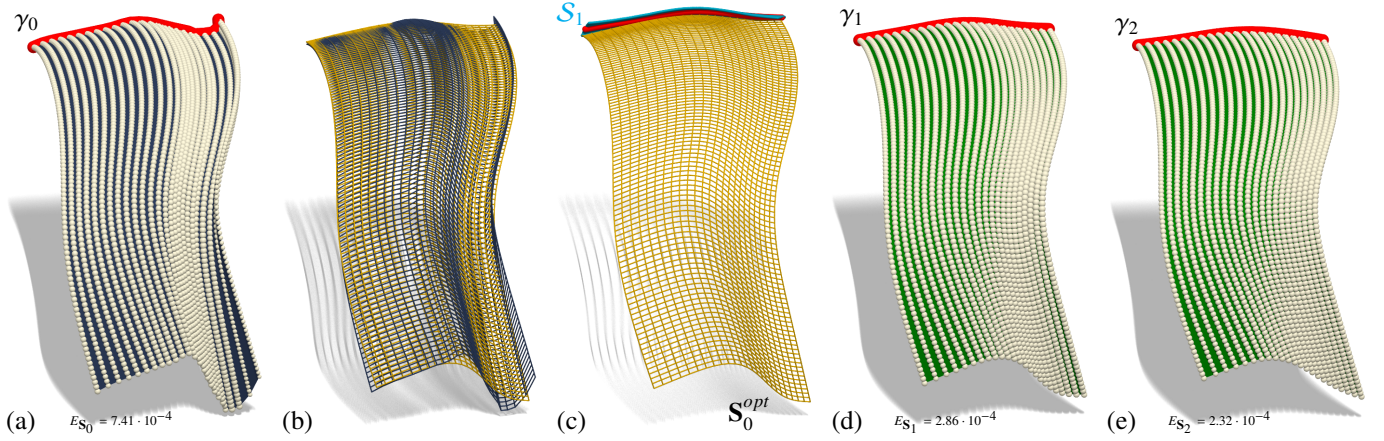 γ₀
S₁
γ₁
γ₂
(a) E_S₀ = 7.41 · 10⁻⁴
(b)
(c) S₀^opt
(d) E_S₁ = 2.86 · 10⁻⁴
(e) E_S₂ = 2.32 · 10⁻⁴